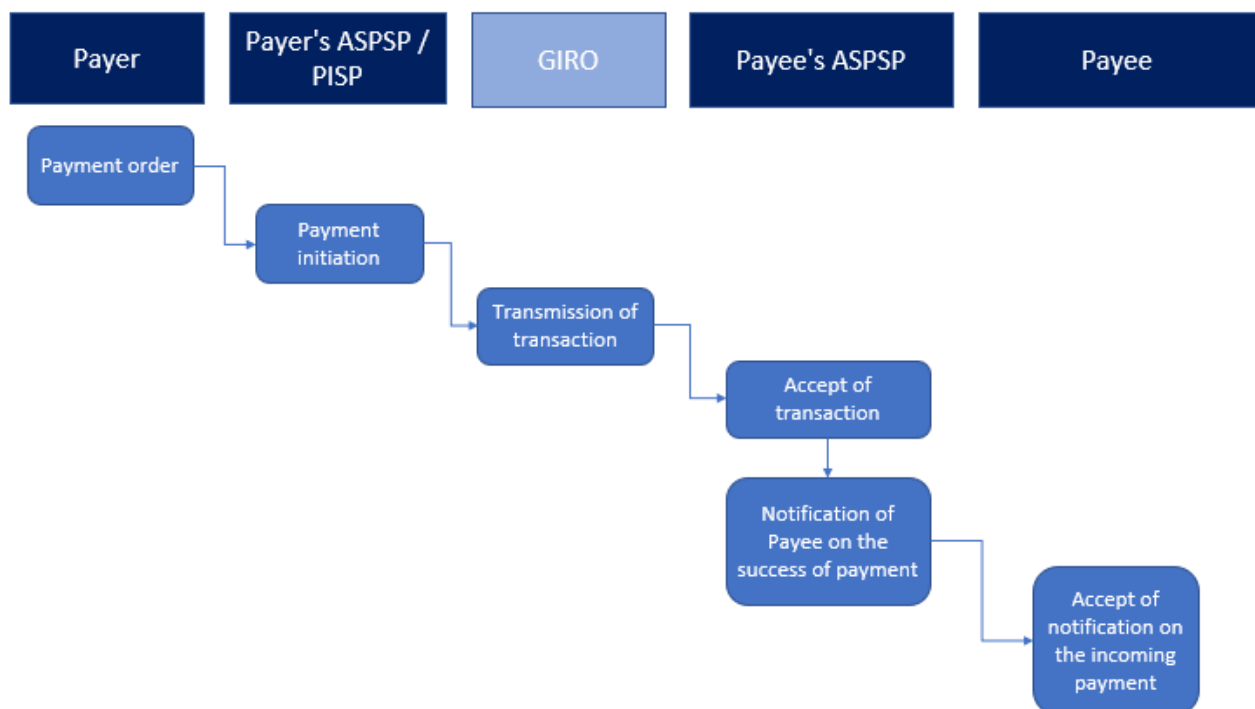 Payer
Payer's ASPSP /
PISP
GIRO
Payee's ASPSP
Payee
Payment order
Payment
initiation
Transmission of
transaction
Accept of
transaction
Notification of
Payee on the
success of payment
Accept of
notification on
the incoming
payment